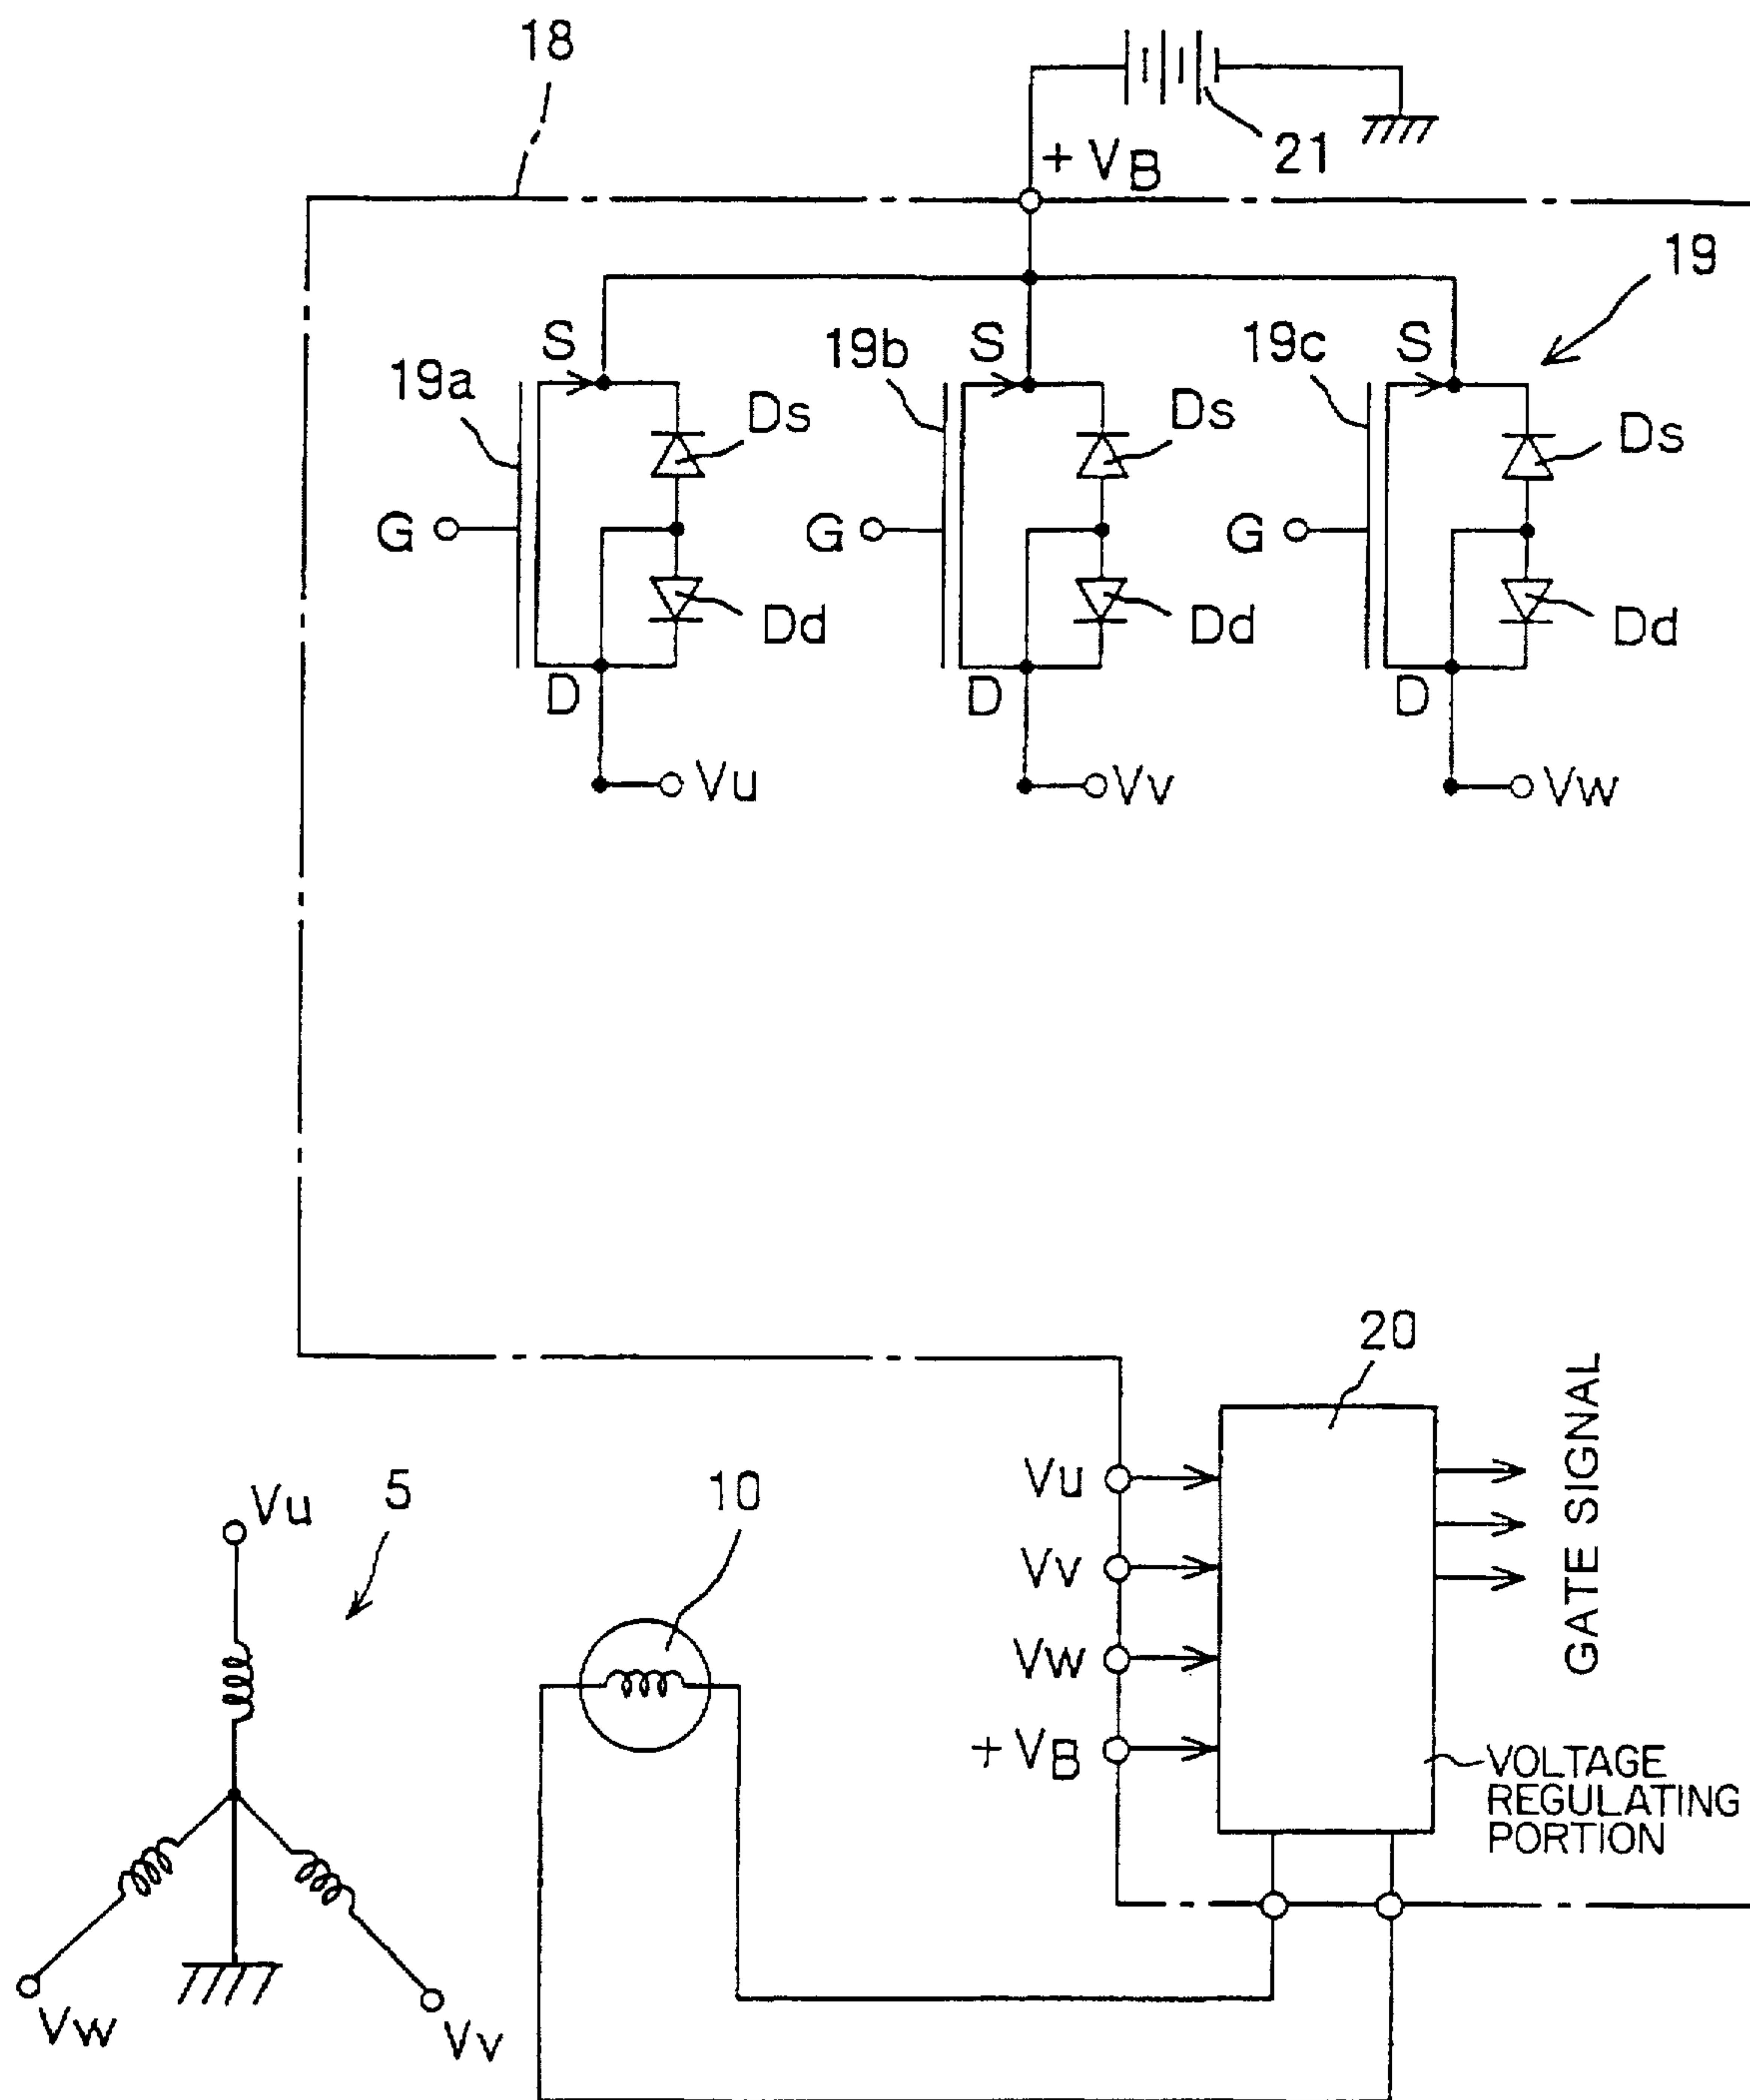 18
21
+ VB
19
S
S
S
19a
19b
19c
Ds
Ds
Ds
G
G
G
Dd
Dd
Dd
D
D
D
Vu
Vv
Vw
20
GATE SIGNAL
Vu
5
10
Vu
Vv
Vw
+ VB
VOLTAGE
REGULATING
PORTION
Vw
Vv